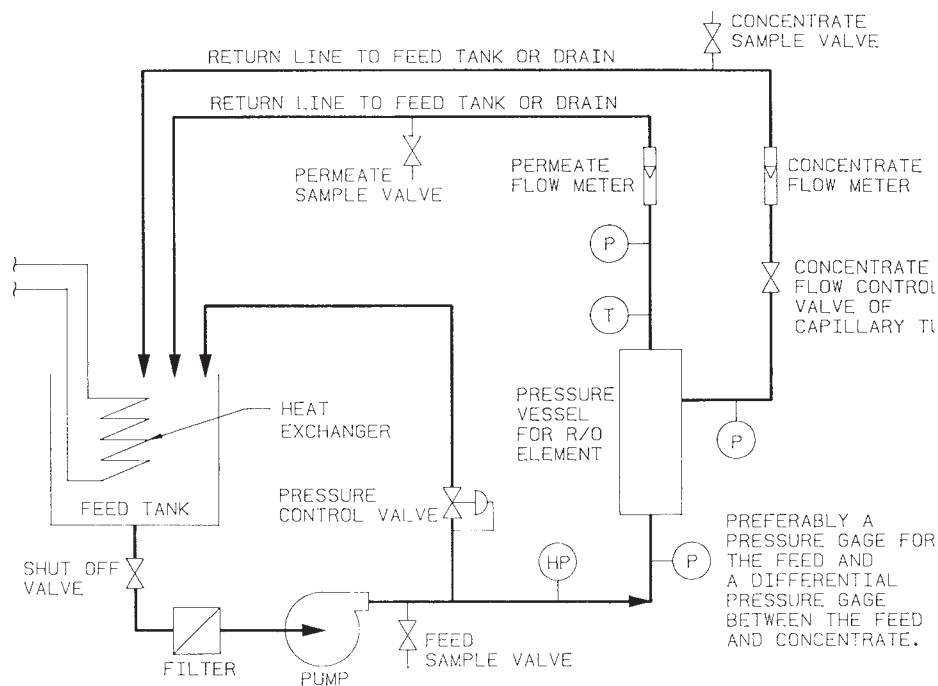 CONCENTRATE
SAMPLE VALVE
RETURN LINE TO FEED TANK OR DRAIN
RETURN LINE TO FEED TANK OR DRAIN
PERMEATE
SAMPLE VALVE
PERMEATE
FLOW METER
CONCENTRATE
FLOW METER
P
CONCENTRATE
FLOW CONTROL
VALVE OF
CAPILLARY TU
T
HEAT
EXCHANGER
PRESSURE
VESSEL
FOR R/O
ELEMENT
P
FEED TANK
PRESSURE
CONTROL VALVE
PREFERABLY A
PRESSURE GAGE FOR
THE FEED AND
A DIFFERENTIAL
PRESSURE GAGE
BETWEEN THE FEED
AND CONCENTRATE.
HP
P
SHUT OFF
VALVE
FILTER
PUMP
FEED
SAMPLE VALVE